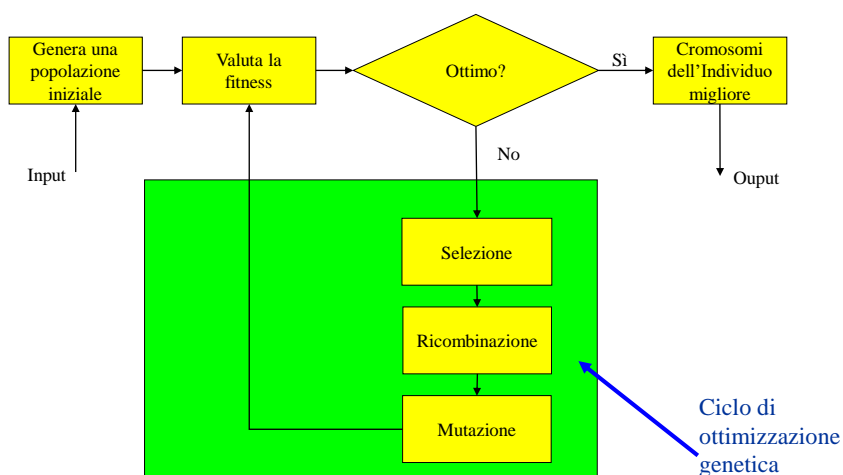 Genera una
popolazione
iniziale
Valuta la
fitness
Ottimo?
Sì
Cromosomi
dell’Individuo
migliore
Input
No
Ouput
Selezione
Ricombinazione
Mutazione
Ciclo di
ottimizzazione
genetica